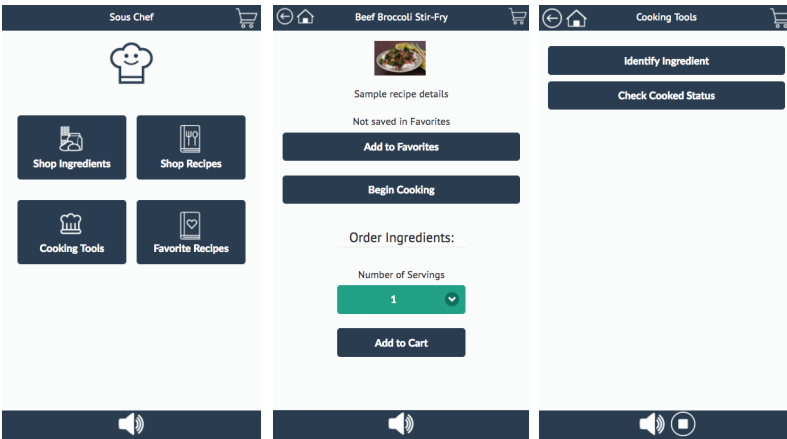 Sous Chef
Shop Ingredients
Shop Recipes
Cooking Tools
Favorite Recipes
Beef Broccoli Stir-Fry
Sample recipe details
Not saved in Favorites
Add to Favorites
Begin Cooking
Order Ingredients:
Number of Servings
1
Add to Cart
Cooking Tools
Identify Ingredient
Check Cooked Status